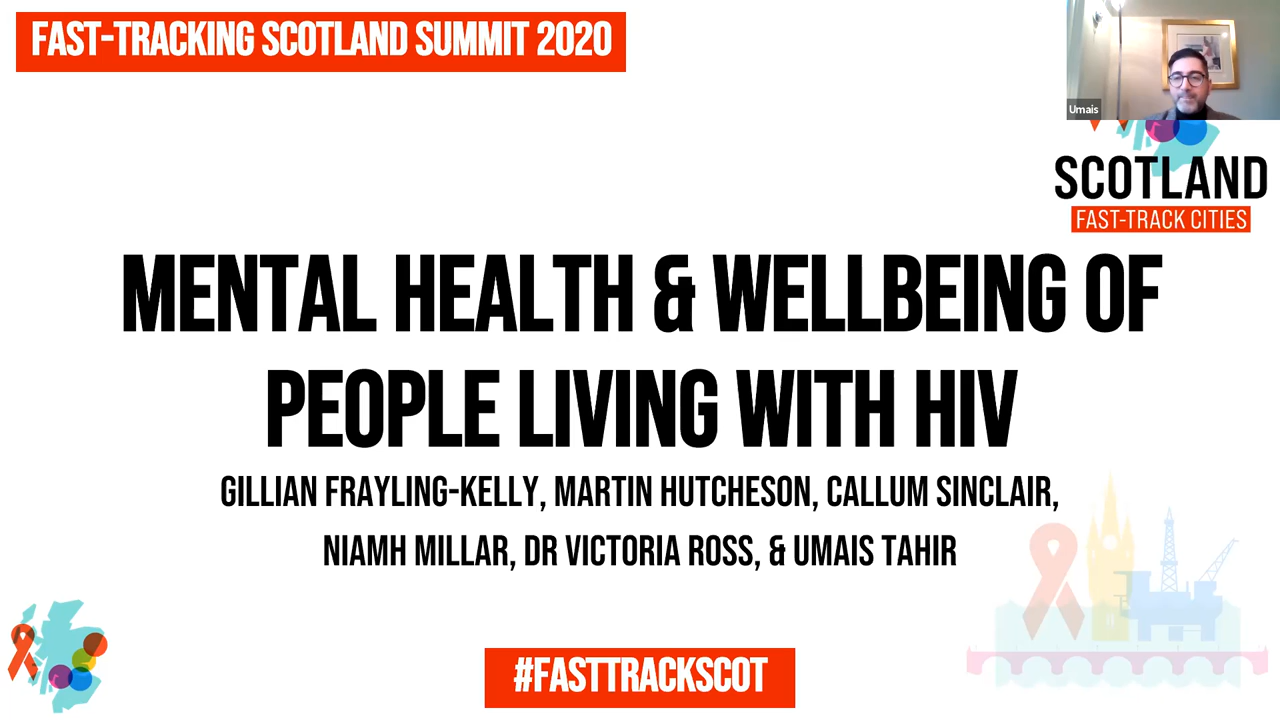 FAST-TRACKING SCOTLAND SUMMIT 2020
Umais
SCOTLAND
FAST-TRACK CITIES
MENTAL HEALTH & WELLBEING OF
PEOPLE LIVING WITH HIV
GILLIAN FRAYLING-KELLY, MARTIN HUTCHESON, CALLUM SINCLAIR,
NIAMH MILLAR, DR VICTORIA ROSS, & UMAIS TAHIR
#FASTTRACKSCOT